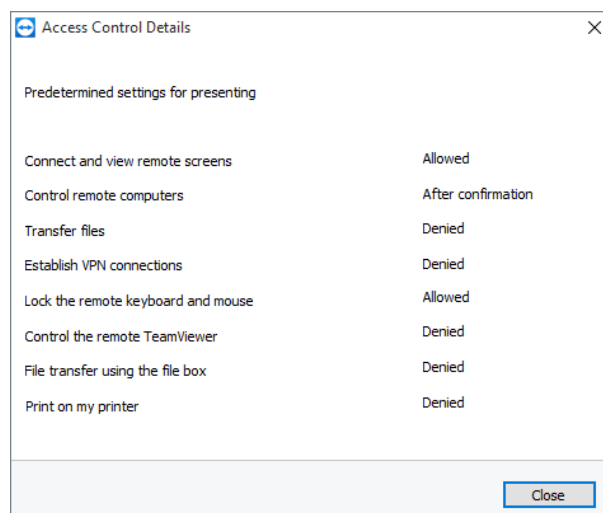 Access Control Details
Predetermined settings for presenting
Connect and view remote screens Allowed
Control remote computers After confirmation
Transfer files Denied
Establish VPN connections Denied
Lock the remote keyboard and mouse Allowed
Control the remote TeamViewer Denied
File transfer using the file box Denied
Print on my printer Denied
Close